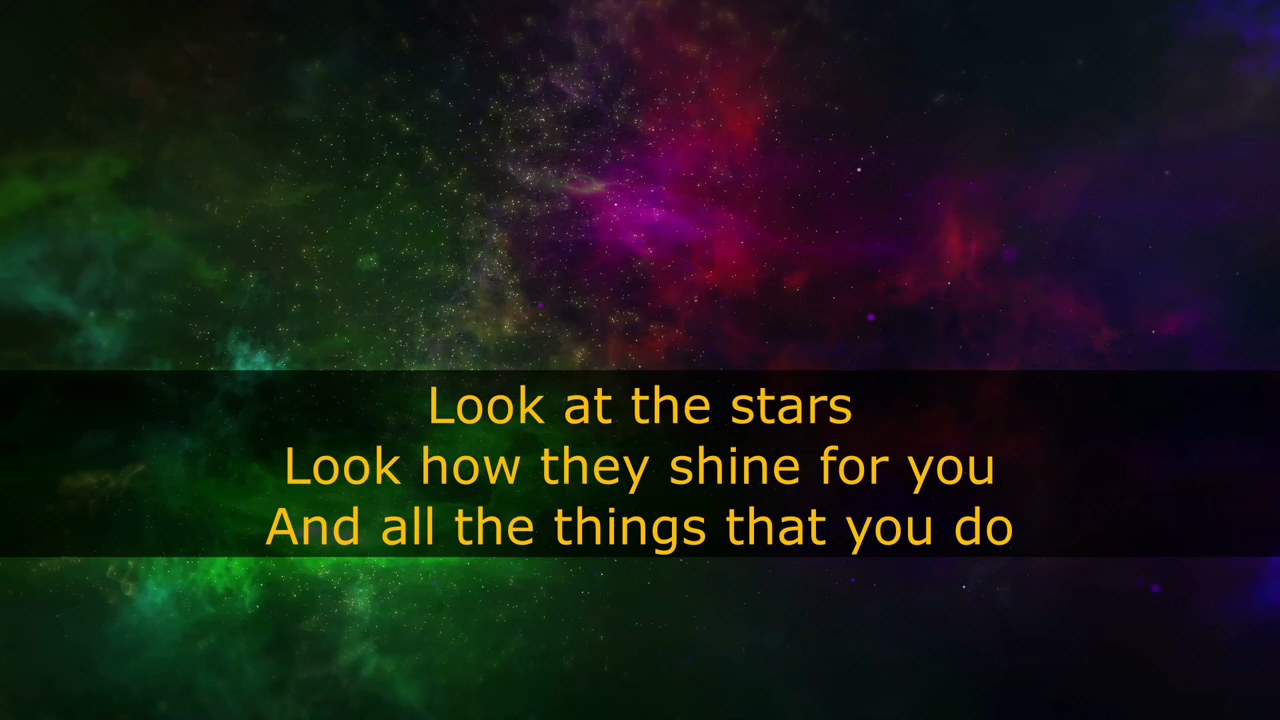 Look at the stars
Look how they shine for you
And all the things that you do